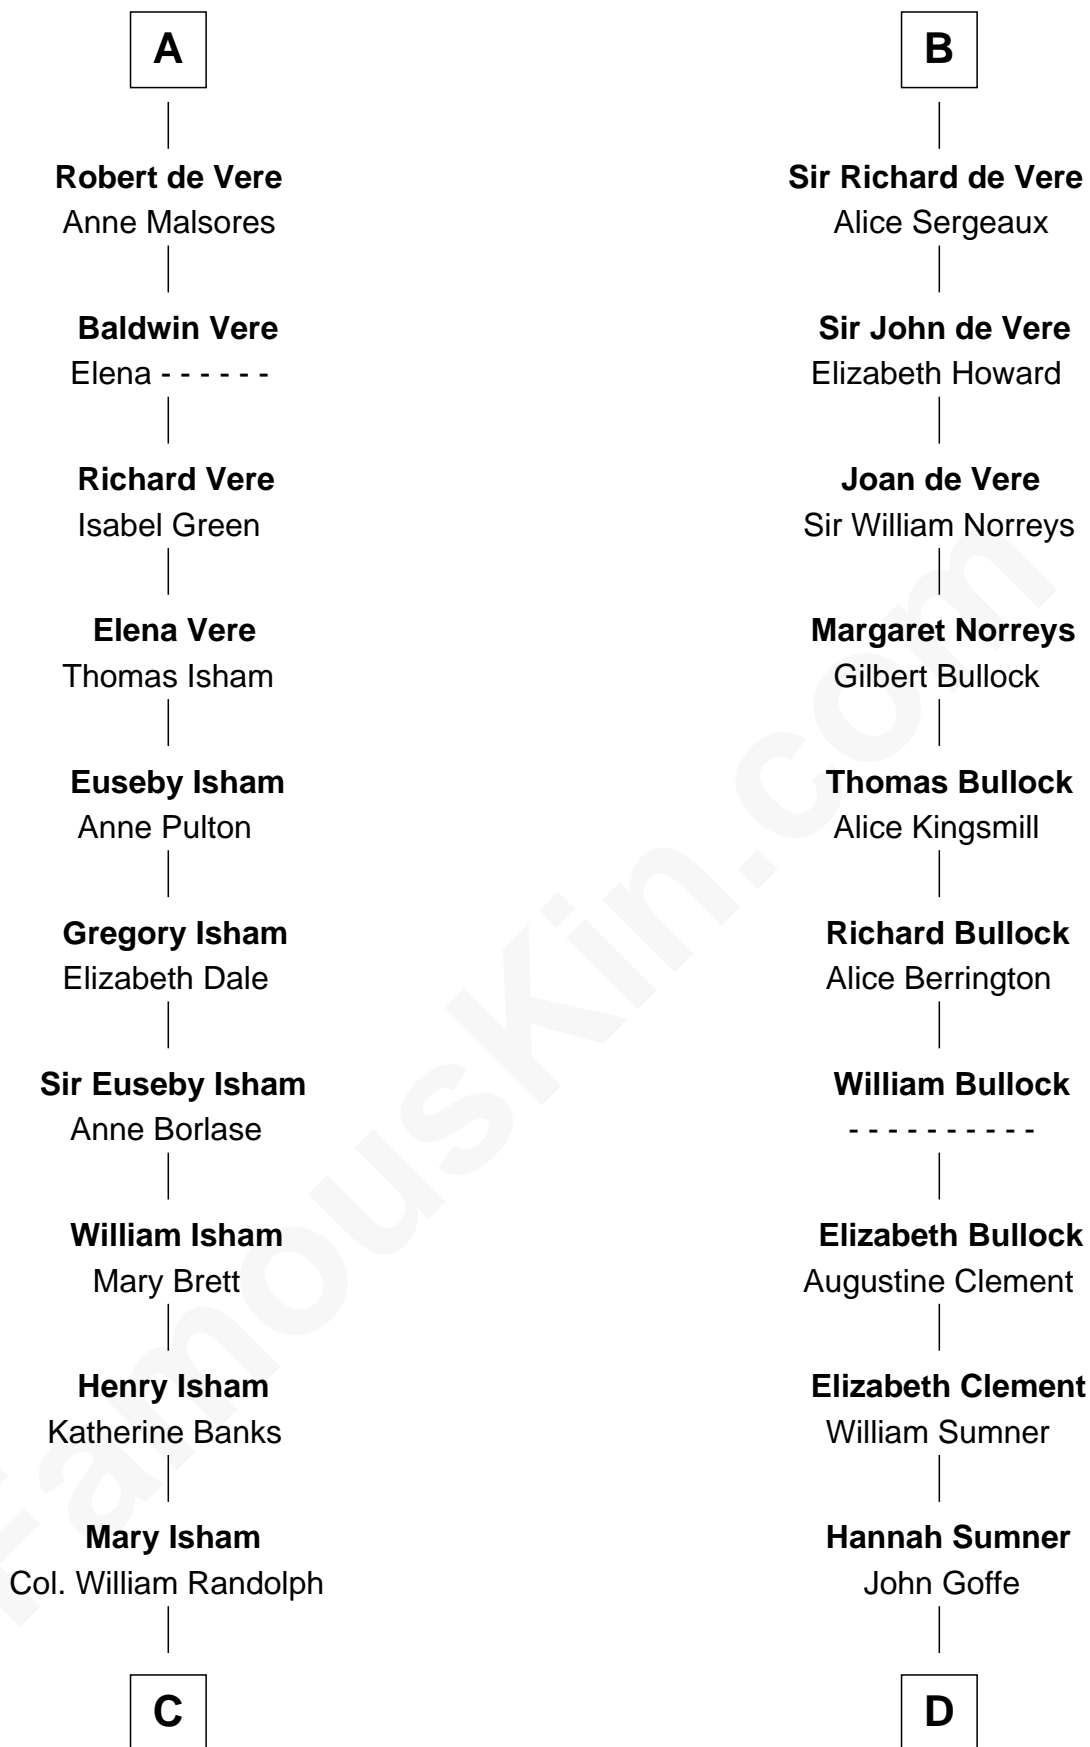 A
Robert de Vere
Anne Malsores
Baldwin Vere
Elena - - - - - -
Richard Vere
Isabel Green
Elena Vere
Thomas Isham
Euseby Isham
Anne Pulton
Gregory Isham
Elizabeth Dale
Sir Euseby Isham
Anne Borlase
William Isham
Mary Brett
Henry Isham
Katherine Banks
Mary Isham
Col. William Randolph
C
B
Sir Richard de Vere
Alice Sergeaux
Sir John de Vere
Elizabeth Howard
Joan de Vere
Sir William Norreys
Margaret Norreys
Gilbert Bullock
Thomas Bullock
Alice Kingsmill
Richard Bullock
Alice Berrington
William Bullock
- - - - - - - - - -
Elizabeth Bullock
Augustine Clement
Elizabeth Clement
William Sumner
Hannah Sumner
John Goffe
D
FamousKin.com